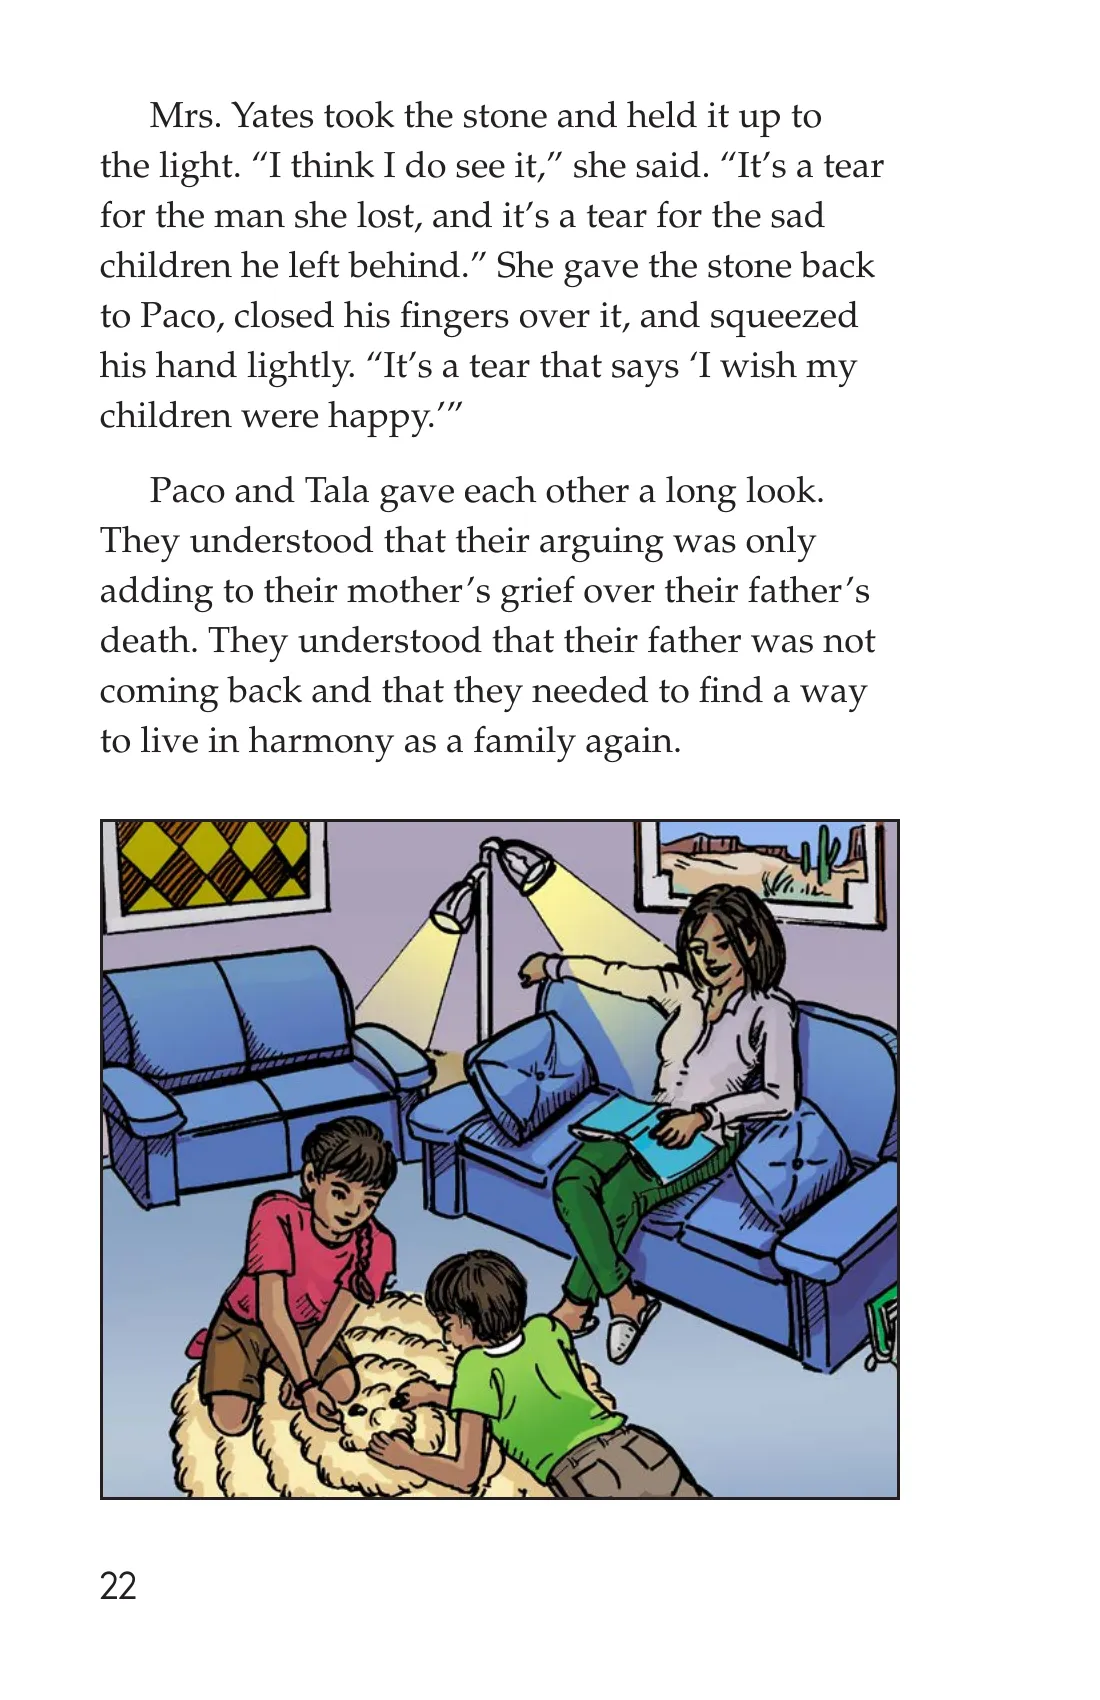 Mrs. Yates took the stone and held it up to
the light. “I think I do see it,” she said. “It’s a tear
for the man she lost, and it’s a tear for the sad
children he left behind.” She gave the stone back
to Paco, closed his fingers over it, and squeezed
his hand lightly. “It’s a tear that says ‘I wish my
children were happy.’”
Paco and Tala gave each other a long look.
They understood that their arguing was only
adding to their mother’s grief over their father’s
death. They understood that their father was not
coming back and that they needed to find a way
to live in harmony as a family again.
22